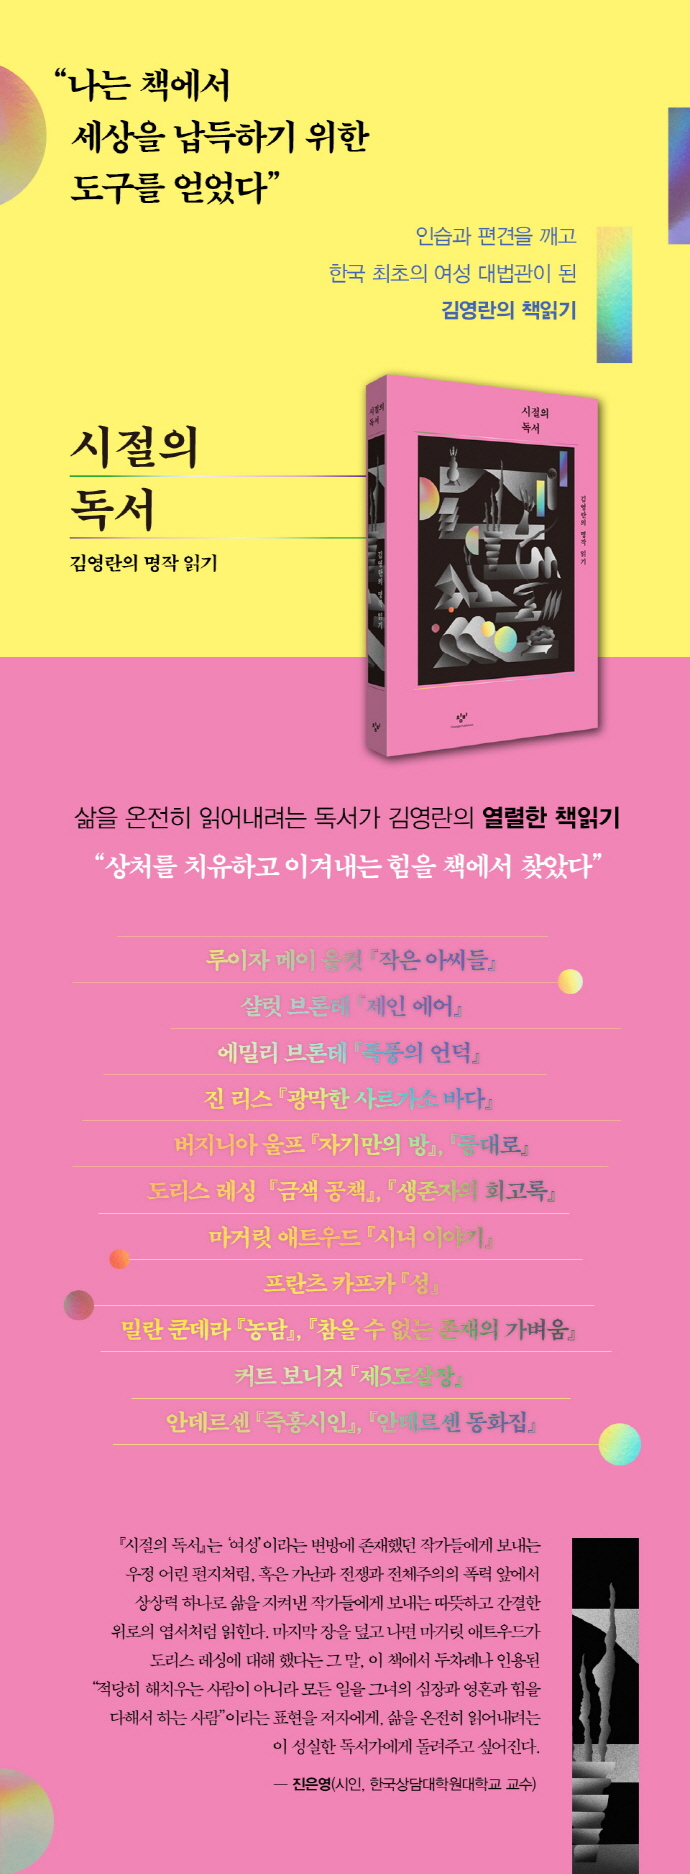 “나는 책에서
세상을 납득하기 위한
도구를 얻었다”
인습과 편견을 깨고
한국 최초의 여성 대법관이 된
김영란의 책읽기
시절의
독서
김영란의 명작 읽기
시절의
독서
김영란의 명작 읽기
시절의
독서
김영란의 명작 읽기
창비
삶을 온전히 읽어내려는 독서가 김영란의 열렬한 책읽기
“상처를 치유하고 이겨내는 힘을 책에서 찾았다”
루이자 메이 올컷 『작은 아씨들』
샬럿 브론테 『제인 에어』
에밀리 브론테 『폭풍의 언덕』
진 리스 『광막한 사르가소 바다』
버지니아 울프 『자기만의 방』, 『등대로』
도리스 레싱 『금색 공책』, 『생존자의 회고록』
마거릿 애트우드 『시녀 이야기』
프란츠 카프카 『성』
밀란 쿤데라 『농담』, 『참을 수 없는 존재의 가벼움』
커트 보니것 『제5도살장』
안데르센 『즉흥시인』, 『안데르센 동화집』
『시절의 독서』는 ‘여성’이라는 변방에 존재했던 작가들에게 보내는
우정 어린 편지처럼, 혹은 가난과 전쟁과 전체주의의 폭력 앞에서
상상력 하나로 삶을 지켜낸 작가들에게 보내는 따뜻하고 간결한
위로의 엽서처럼 읽힌다. 마지막 장을 덮고 나면 마거릿 애트우드가
도리스 레싱에 대해 했다는 그 말, 이 책에서 두차례나 인용된
“적당히 해치우는 사람이 아니라 모든 일을 그녀의 심장과 영혼과 힘을
다해서 하는 사람”이라는 표현을 저자에게, 삶을 온전히 읽어내려는
이 성실한 독서가에게 돌려주고 싶어진다.
— 진은영(시인, 한국상담대학원대학교 교수)